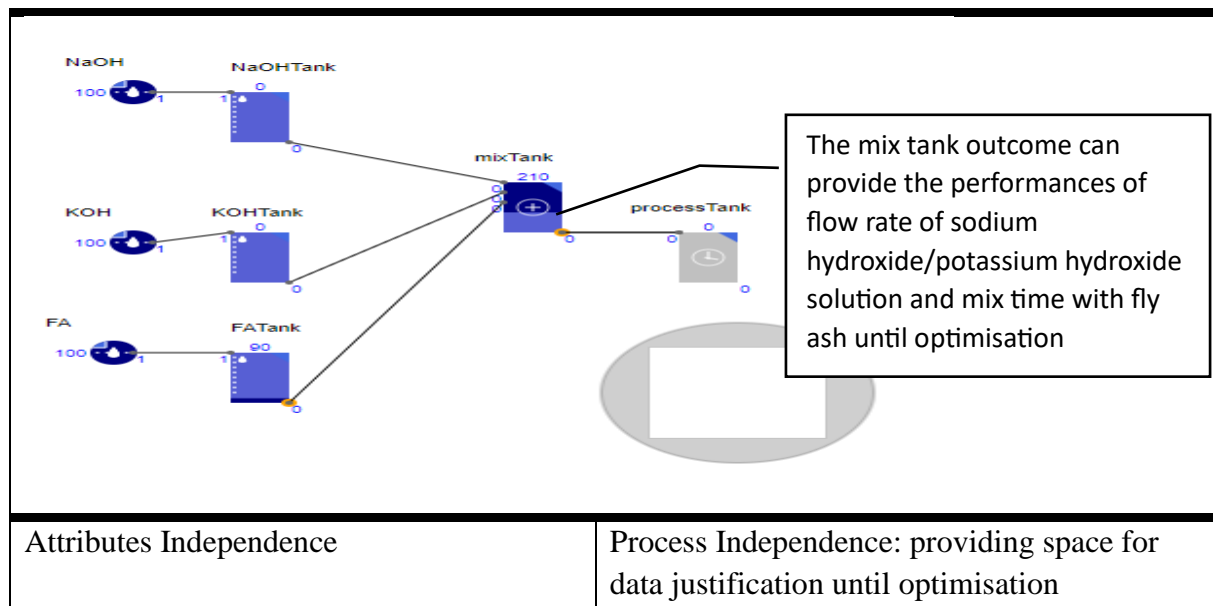 NaOH
NaOHTank
0
100
1
1
0
The mix tank outcome can
provide the performances of
flow rate of sodium
hydroxide/potassium hydroxide
solution and mix time with fly
ash until optimisation
mixTank
210
0
0
0
0
KOH
KOHTank
0
100
1
1
0
processTank
0
0
0
FA
FATank
90
100
1
1
0
Attributes Independence
Process Independence: providing space for
data justification until optimisation